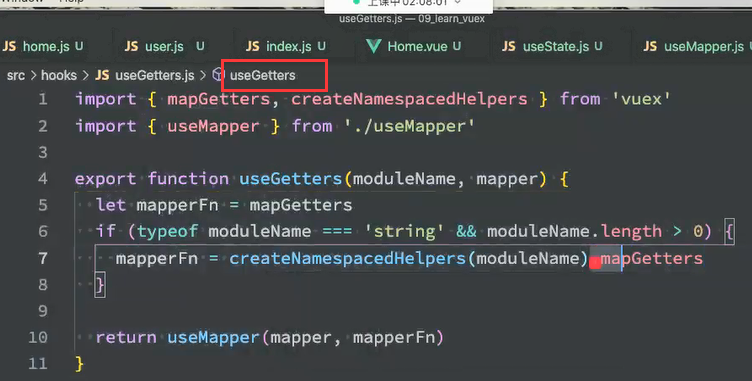 Window Help
上课中 02:08:01
useGetters.js — 09_learn_vuex
JS home.js U JS user.js U JS index.js U Home.vue U JS useState.js U JS useMapper.js U
src > hooks > JS useGetters.js > useGetters
1 import { mapGetters, createNamespacedHelpers } from 'vuex'
2 import { useMapper } from './useMapper'
3
4 export function useGetters(moduleName, mapper) {
5 let mapperFn = mapGetters
6 if (typeof moduleName === 'string' && moduleName.length > 0) {
7 mapperFn = createNamespacedHelpers(moduleName) mapGetters
8 }
9
10 return useMapper(mapper, mapperFn)
11 }